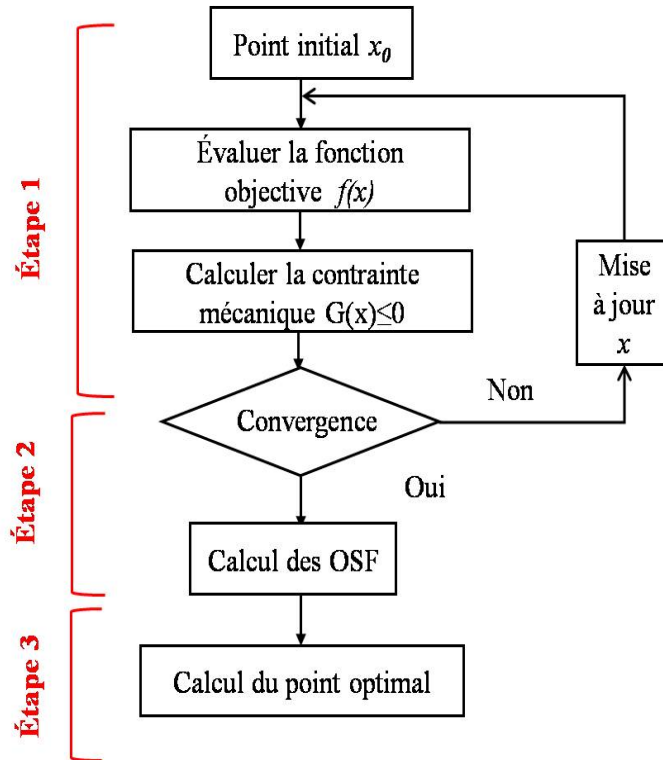 Étape 1
Point initial x₀
Évaluer la fonction
objective f(x)
Calculer la contrainte
mécanique G(x)≤0
Mise
à jour
x
Convergence
Non
Étape 2
Oui
Calcul des OSF
Étape 3
Calcul du point optimal